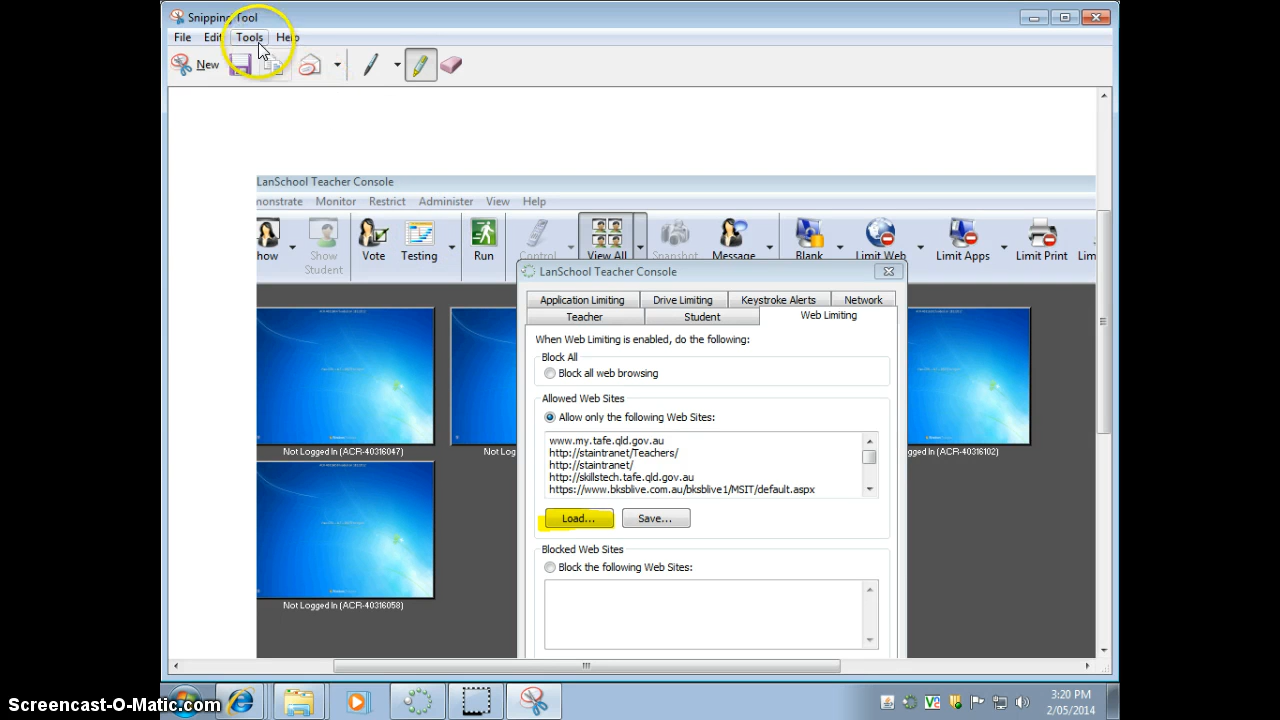 Snipping Tool
File Edit Tools Help
New
LanSchool Teacher Console
monstrate Monitor Restrict Administer View Help
how Show Student Vote Testing Run Control View All Snapshot Message Blank Limit Web Limit Apps Limit Print Lim
LanSchool Teacher Console
Application Limiting Drive Limiting Keystroke Alerts Network
Teacher Student Web Limiting
When Web Limiting is enabled, do the following:
Block All
Block all web browsing
Allowed Web Sites
Allow only the following Web Sites:
www.my.tafe.qld.gov.au
http://staintranet/Teachers/
http://staintranet/
http://skillstech.tafe.qld.gov.au
https://www.bksblive.com.au/bksblive1/MSIT/default.aspx
Load... Save...
Blocked Web Sites
Block the following Web Sites:
Not Logged In (ACR-40316047) Not Log gged In (ACR-40316102)
Not Logged In (ACR-40316058)
Screencast-O-Matic.com
3:20 PM
2/05/2014